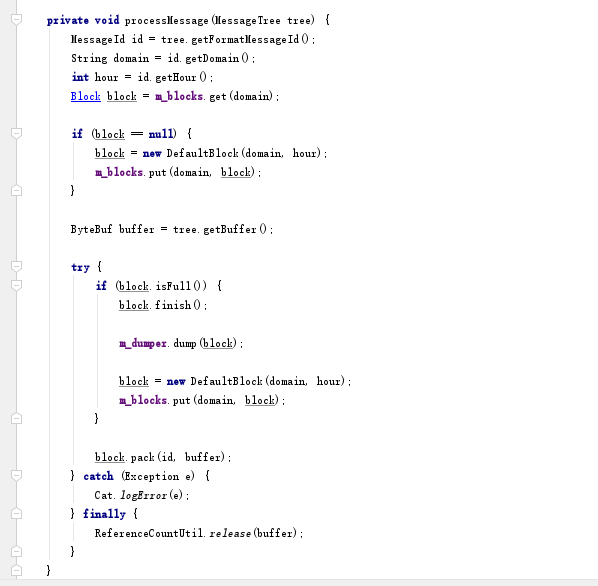 private void processMessage(MessageTree tree) {
MessageId id = tree.getFormatMessageId();
String domain = id.getDomain();
int hour = id.getHour();
Block block = m_blocks.get(domain);
if (block == null) {
block = new DefaultBlock(domain, hour);
m_blocks.put(domain, block);
}
ByteBuf buffer = tree.getBuffer();
try {
if (block.isFull()) {
block.finish();
m_dumper.dump(block);
block = new DefaultBlock(domain, hour);
m_blocks.put(domain, block);
}
block.pack(id, buffer);
} catch (Exception e) {
Cat.logError(e);
} finally {
ReferenceCountUtil.release(buffer);
}
}